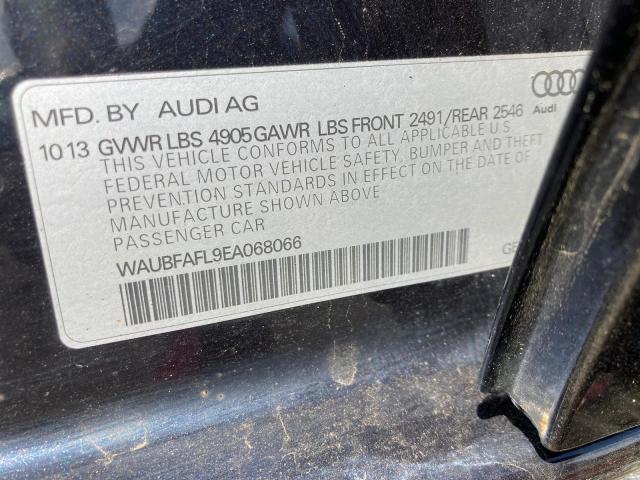 MFD. BY AUDI AG
Audi
10 13 GVWR LBS 4905 GAWR LBS FRONT 2491/REAR 2546
THIS VEHICLE CONFORMS TO ALL APPLICABLE U.S.
FEDERAL MOTOR VEHICLE SAFETY, BUMPER AND THEFT
PREVENTION STANDARDS IN EFFECT ON THE DATE OF
MANUFACTURE SHOWN ABOVE
PASSENGER CAR
WAUBFAFL9EA068066